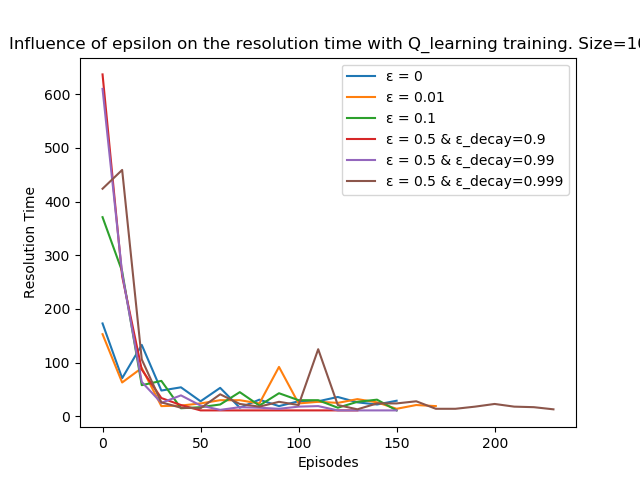 Influence of epsilon on the resolution time with Q_learning training. Size=10
ε = 0
ε = 0.01
ε = 0.1
ε = 0.5 & ε_decay=0.9
ε = 0.5 & ε_decay=0.99
ε = 0.5 & ε_decay=0.999
Resolution Time
600
500
400
300
200
100
0
0
50
100
150
200
Episodes